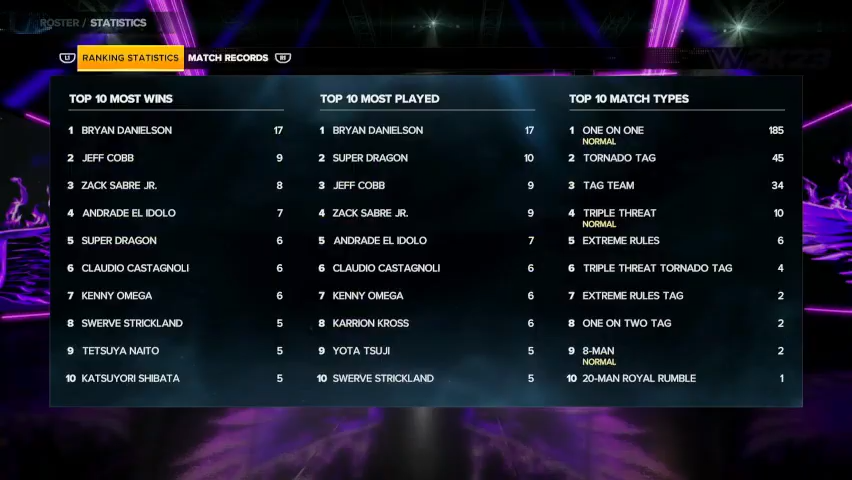 ROSTER / STATISTICS
L1 RANKING STATISTICS MATCH RECORDS R1
W 2K23
TOP 10 MOST WINS
1 BRYAN DANIELSON 17
2 JEFF COBB 9
3 ZACK SABRE JR. 8
4 ANDRADE EL IDOLO 7
5 SUPER DRAGON 6
6 CLAUDIO CASTAGNOLI 6
7 KENNY OMEGA 6
8 SWERVE STRICKLAND 5
9 TETSUYA NAITO 5
10 KATSUYORI SHIBATA 5
TOP 10 MOST PLAYED
1 BRYAN DANIELSON 17
2 SUPER DRAGON 10
3 JEFF COBB 9
4 ZACK SABRE JR. 9
5 ANDRADE EL IDOLO 7
6 CLAUDIO CASTAGNOLI 6
7 KENNY OMEGA 6
8 KARRION KROSS 6
9 YOTA TSUJI 5
10 SWERVE STRICKLAND 5
TOP 10 MATCH TYPES
1 ONE ON ONE 185
NORMAL
2 TORNADO TAG 45
3 TAG TEAM 34
4 TRIPLE THREAT 10
NORMAL
5 EXTREME RULES 6
6 TRIPLE THREAT TORNADO TAG 4
7 EXTREME RULES TAG 2
8 ONE ON TWO TAG 2
9 8-MAN 2
NORMAL
10 20-MAN ROYAL RUMBLE 1